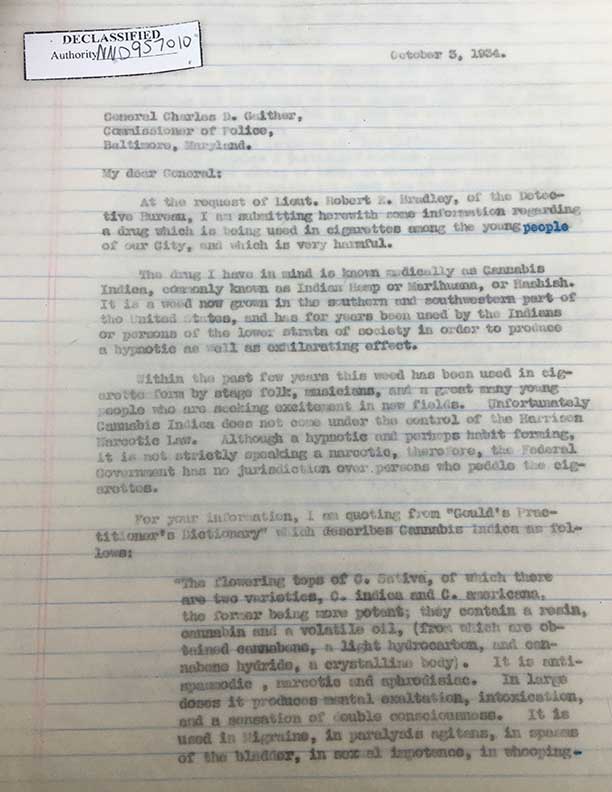 DECLASSIFIED
Authority NND957010
October 3, 1934.
General Charles D. Gaither,
Commissioner of Police,
Baltimore, Maryland.
My dear General:
At the request of Lieut. Robert E. Bradley, of the Detec-
tive Bureau, I am submitting herewith some information regarding
a drug which is being used in cigarettes among the young people
of our City, and which is very harmful.
The drug I have in mind is known medically as Cannabis
Indica, commonly known as Indian Hemp or Marihuana, or Hashish.
It is a weed now grown in the southern and southwestern part of
the United States, and has for years been used by the Indians
or persons of the lower strata of society in order to produce
a hypnotic as well as exhilarating effect.
Within the past few years this weed has been used in cig-
arette form by stage folk, musicians, and a great many young
people who are seeking excitement in new fields. Unfortunately
Cannabis Indica does not come under the control of the Harrison
Narcotic Law. Although a hypnotic and perhaps habit forming,
it is not strictly speaking a narcotic, therefore, the Federal
Government has no jurisdiction over persons who peddle the cig-
arettes.
For your information, I am quoting from "Gould's Prac-
titioner's Dictionary" which describes Cannabis Indica as fol-
lows:
"The flowering tops of C. Sativa, of which there
are two varieties, C. indica and C. americana,
the former being more potent; they contain a resin,
cannabin and a volatile oil, (from which are ob-
tained cannabene, a light hydrocarbon, and can-
nabene hydride, a crystalline body). It is anti-
spasmodic , narcotic and aphrodisiac. In large
doses it produces mental exaltation, intoxication,
and a sensation of double consciousness. It is
used in Migraine, in paralysis agitans, in spasms
of the bladder, in sexual impotence, in whooping-